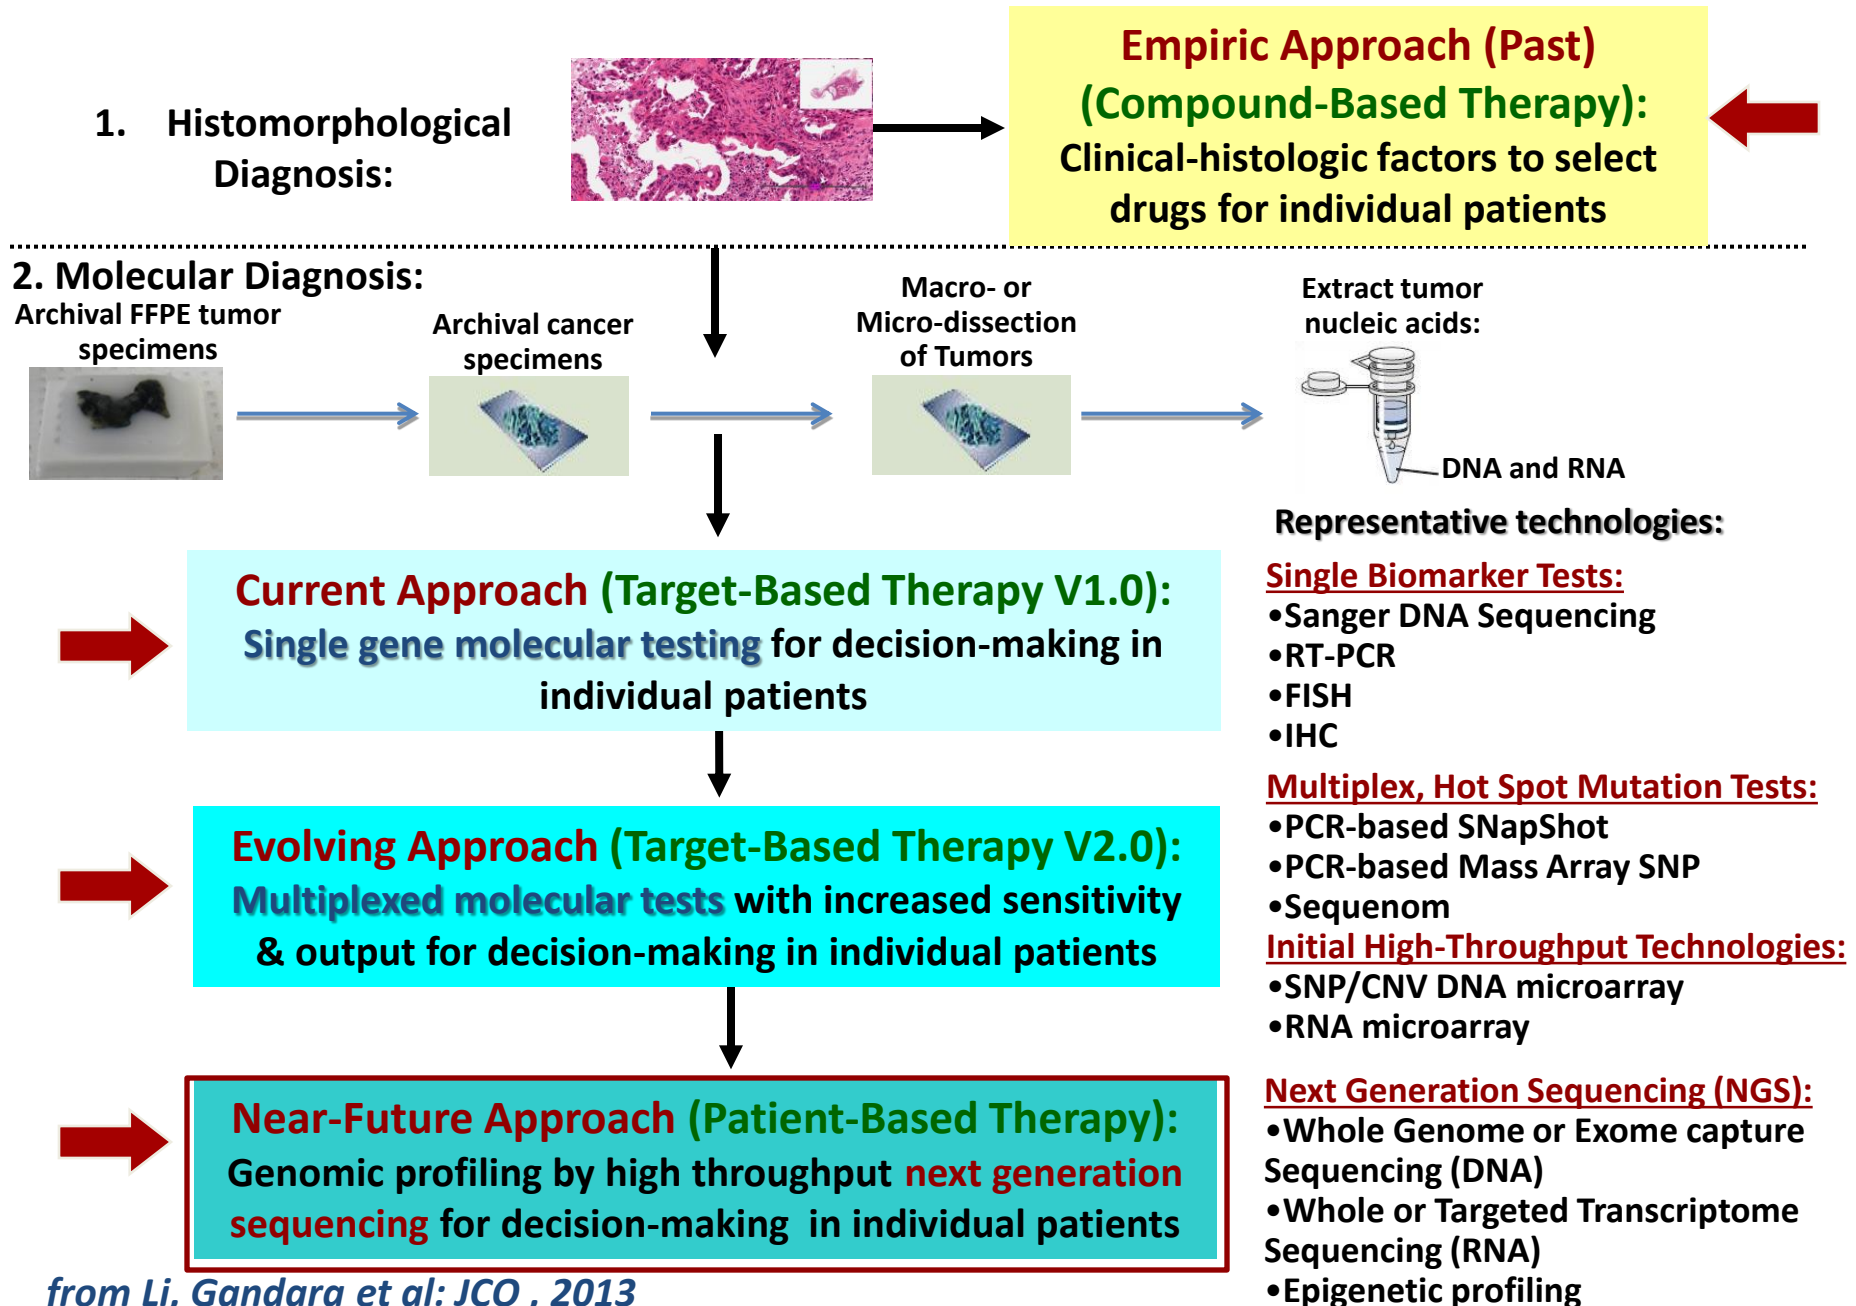 1. Histomorphological
Diagnosis:
Empiric Approach (Past)
(Compound-Based Therapy):
Clinical-histologic factors to select
drugs for individual patients
2. Molecular Diagnosis:
Archival FFPE tumor
specimens
Archival cancer
specimens
Macro- or
Micro-dissection
of Tumors
Extract tumor
nucleic acids:
DNA and RNA
Representative technologies:
Current Approach (Target-Based Therapy V1.0):
Single gene molecular testing for decision-making in
individual patients
Single Biomarker Tests:
•Sanger DNA Sequencing
•RT-PCR
•FISH
•IHC
Evolving Approach (Target-Based Therapy V2.0):
Multiplexed molecular tests with increased sensitivity
& output for decision-making in individual patients
Multiplex, Hot Spot Mutation Tests:
•PCR-based SNapShot
•PCR-based Mass Array SNP
•Sequenom
Initial High-Throughput Technologies:
•SNP/CNV DNA microarray
•RNA microarray
Near-Future Approach (Patient-Based Therapy):
Genomic profiling by high throughput next generation
sequencing for decision-making in individual patients
Next Generation Sequencing (NGS):
•Whole Genome or Exome capture
Sequencing (DNA)
•Whole or Targeted Transcriptome
Sequencing (RNA)
•Epigenetic profiling
from Li, Gandara et al: JCO , 2013